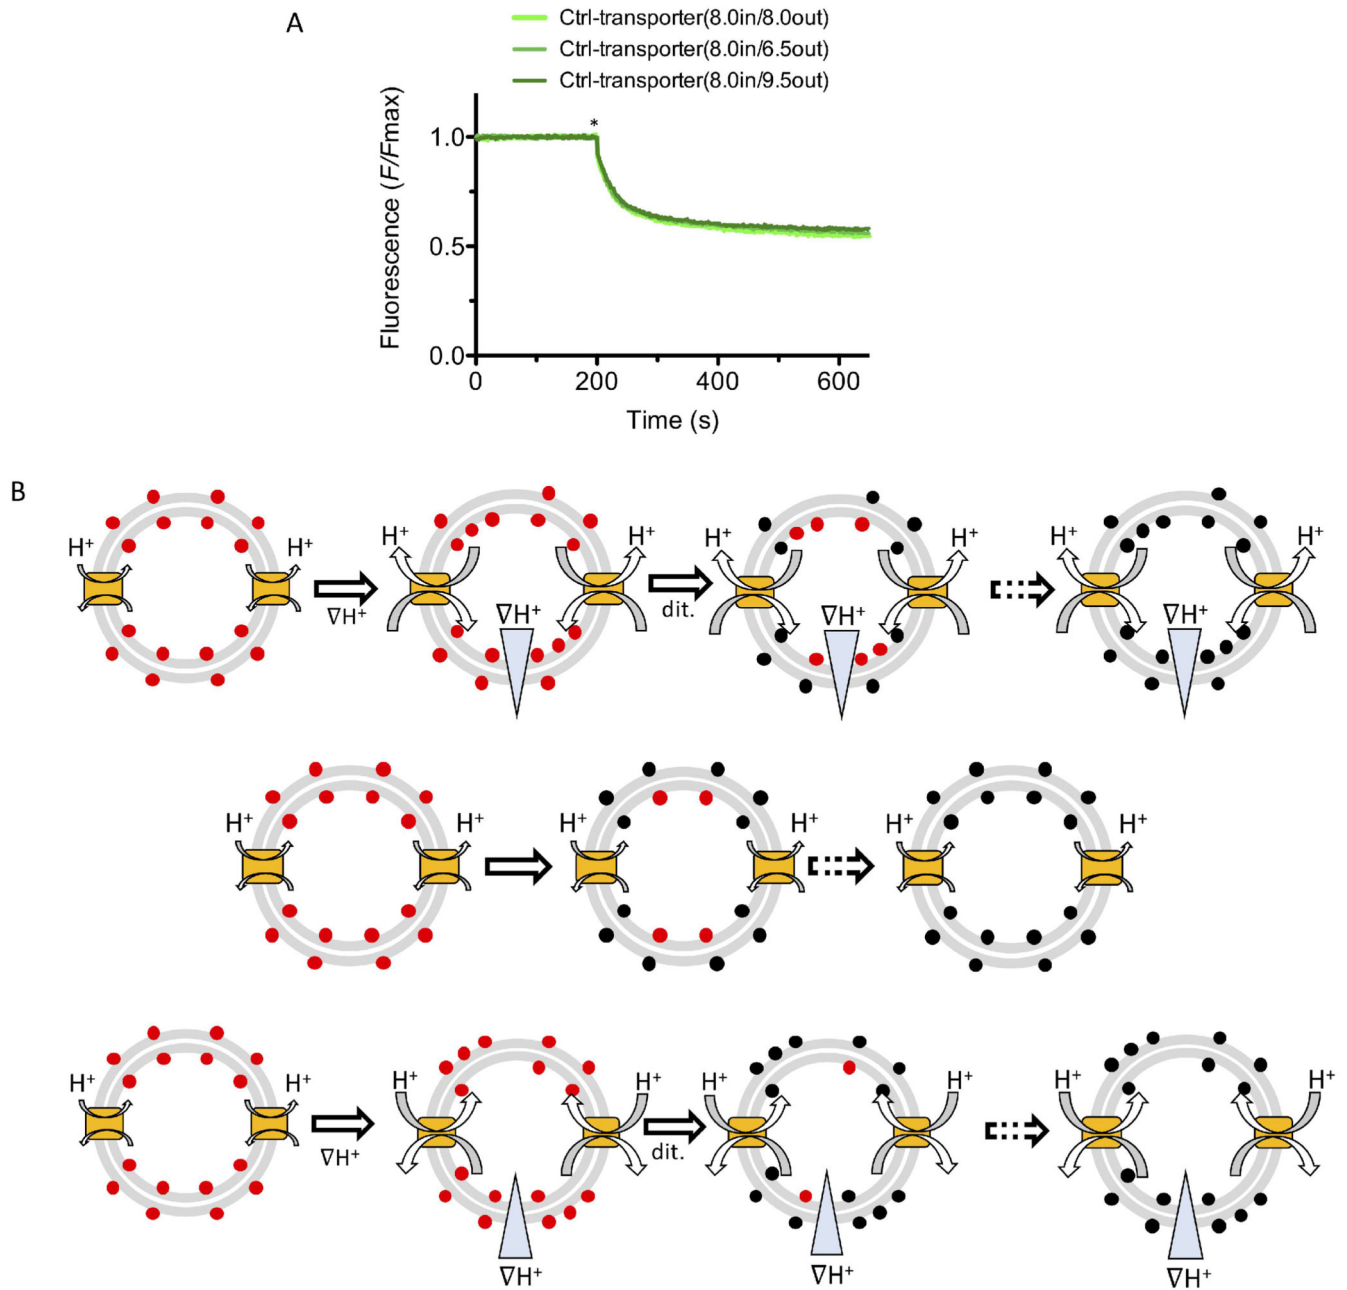 A
Ctrl-transporter(8.0in/8.0out)
Ctrl-transporter(8.0in/6.5out)
Ctrl-transporter(8.0in/9.5out)
Fluorescence (F/Fmax)
1.0
0.5
0.0
*
0 200 400 600
Time (s)
B
H⁺ H⁺ H⁺ H⁺ H⁺ H⁺ H⁺ H⁺
∇H⁺ ∇H⁺ dit. ∇H⁺ ∇H⁺
H⁺ H⁺ H⁺ H⁺ H⁺ H⁺
H⁺ H⁺ H⁺ H⁺ H⁺ H⁺ H⁺ H⁺
∇H⁺ dit.
∇H⁺ ∇H⁺ ∇H⁺